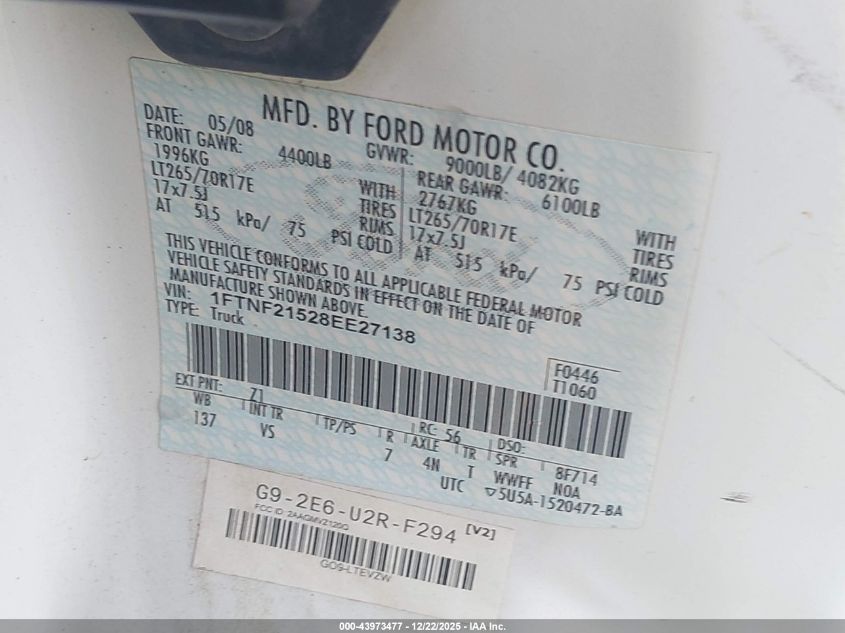 MFD. BY FORD MOTOR CO.
DATE: 05/08 GVWR: 9000LB/ 4082KG
FRONT GAWR: 4400LB REAR GAWR: 6100LB
1996KG WITH 2767KG WITH
LT265/70R17E TIRES LT265/70R17E TIRES
17x7.5J RIMS 17x7.5J RIMS
AT 515 kPa/ 75 PSI COLD AT 515 kPa/ 75 PSI COLD
THIS VEHICLE CONFORMS TO ALL APPLICABLE FEDERAL MOTOR
VEHICLE SAFETY STANDARDS IN EFFECT ON THE DATE OF
MANUFACTURE SHOWN ABOVE.
VIN: 1FTNF21528EE27138
TYPE: Truck
F0446
T1060
EXT PNT: Z1 RC: 56 DSO:
WB INT TR TP/PS R AXLE TR SPR 8F714
137 VS 7 4N T WWFF NOA
UTC ▽5U5A-1520472-BA
G9-2E6-U2R-F294 [V2]
FCC ID: 2AAGMV212GO
GO9-LTEVZW
000-43973477 - 12/22/2025 - IAA Inc.